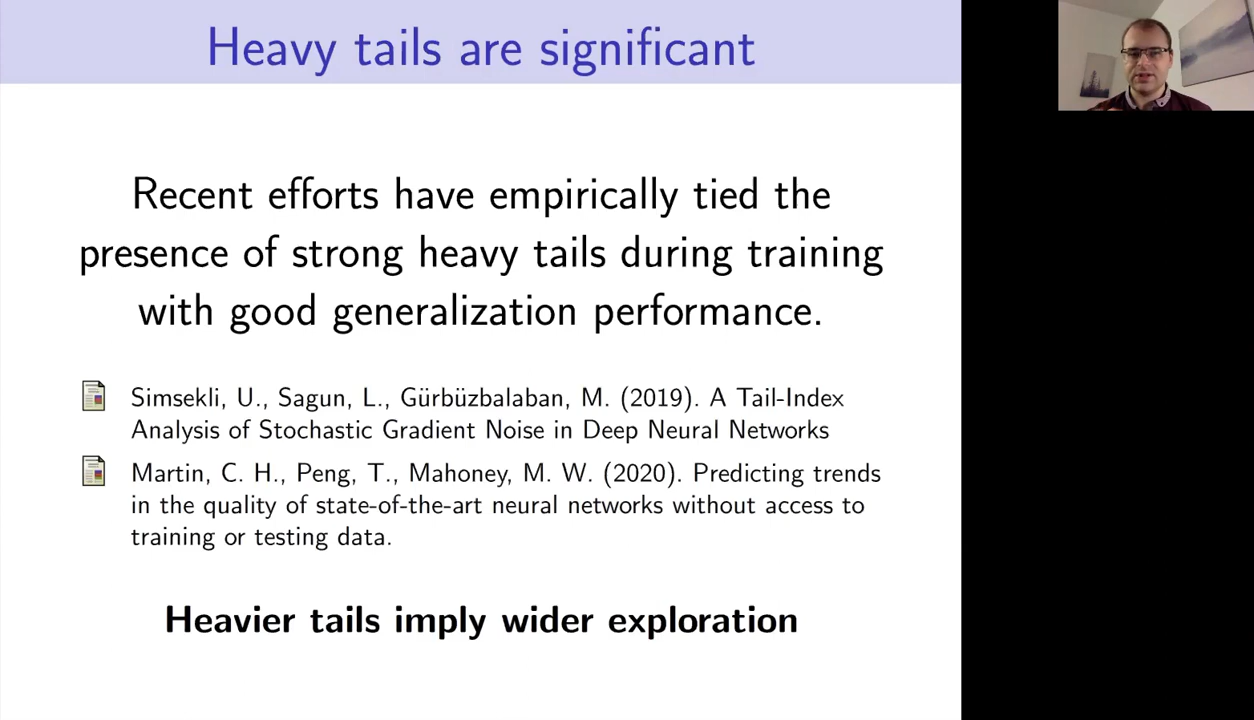 Heavy tails are significant
Recent efforts have empirically tied the
presence of strong heavy tails during training
with good generalization performance.
Simsekli, U., Sagun, L., Gürbüzbalaban, M. (2019). A Tail-Index
Analysis of Stochastic Gradient Noise in Deep Neural Networks
Martin, C. H., Peng, T., Mahoney, M. W. (2020). Predicting trends
in the quality of state-of-the-art neural networks without access to
training or testing data.
Heavier tails imply wider exploration